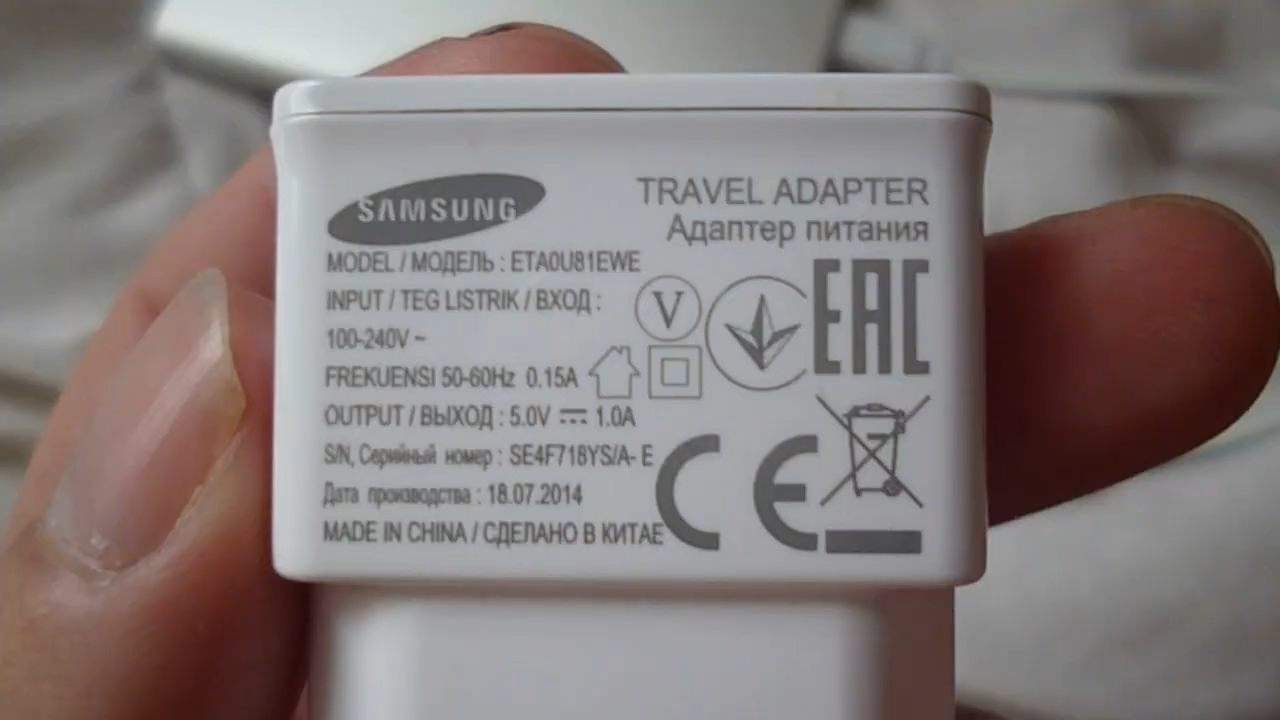 SAMSUNG
TRAVEL ADAPTER
Адаптер питания
MODEL / МОДЕЛЬ : ETA0U81EWE
INPUT / TEG LISTRIK / ВХОД :
100-240V ~
FREKUENSI 50-60Hz 0.15A
OUTPUT / ВЫХОД : 5.0V ⎓ 1.0A
S/N, Серийный номер : SE4F718YS/A- E
Дата производства : 18.07.2014
MADE IN CHINA / СДЕЛАНО В КИТАЕ
V
EAC
CE